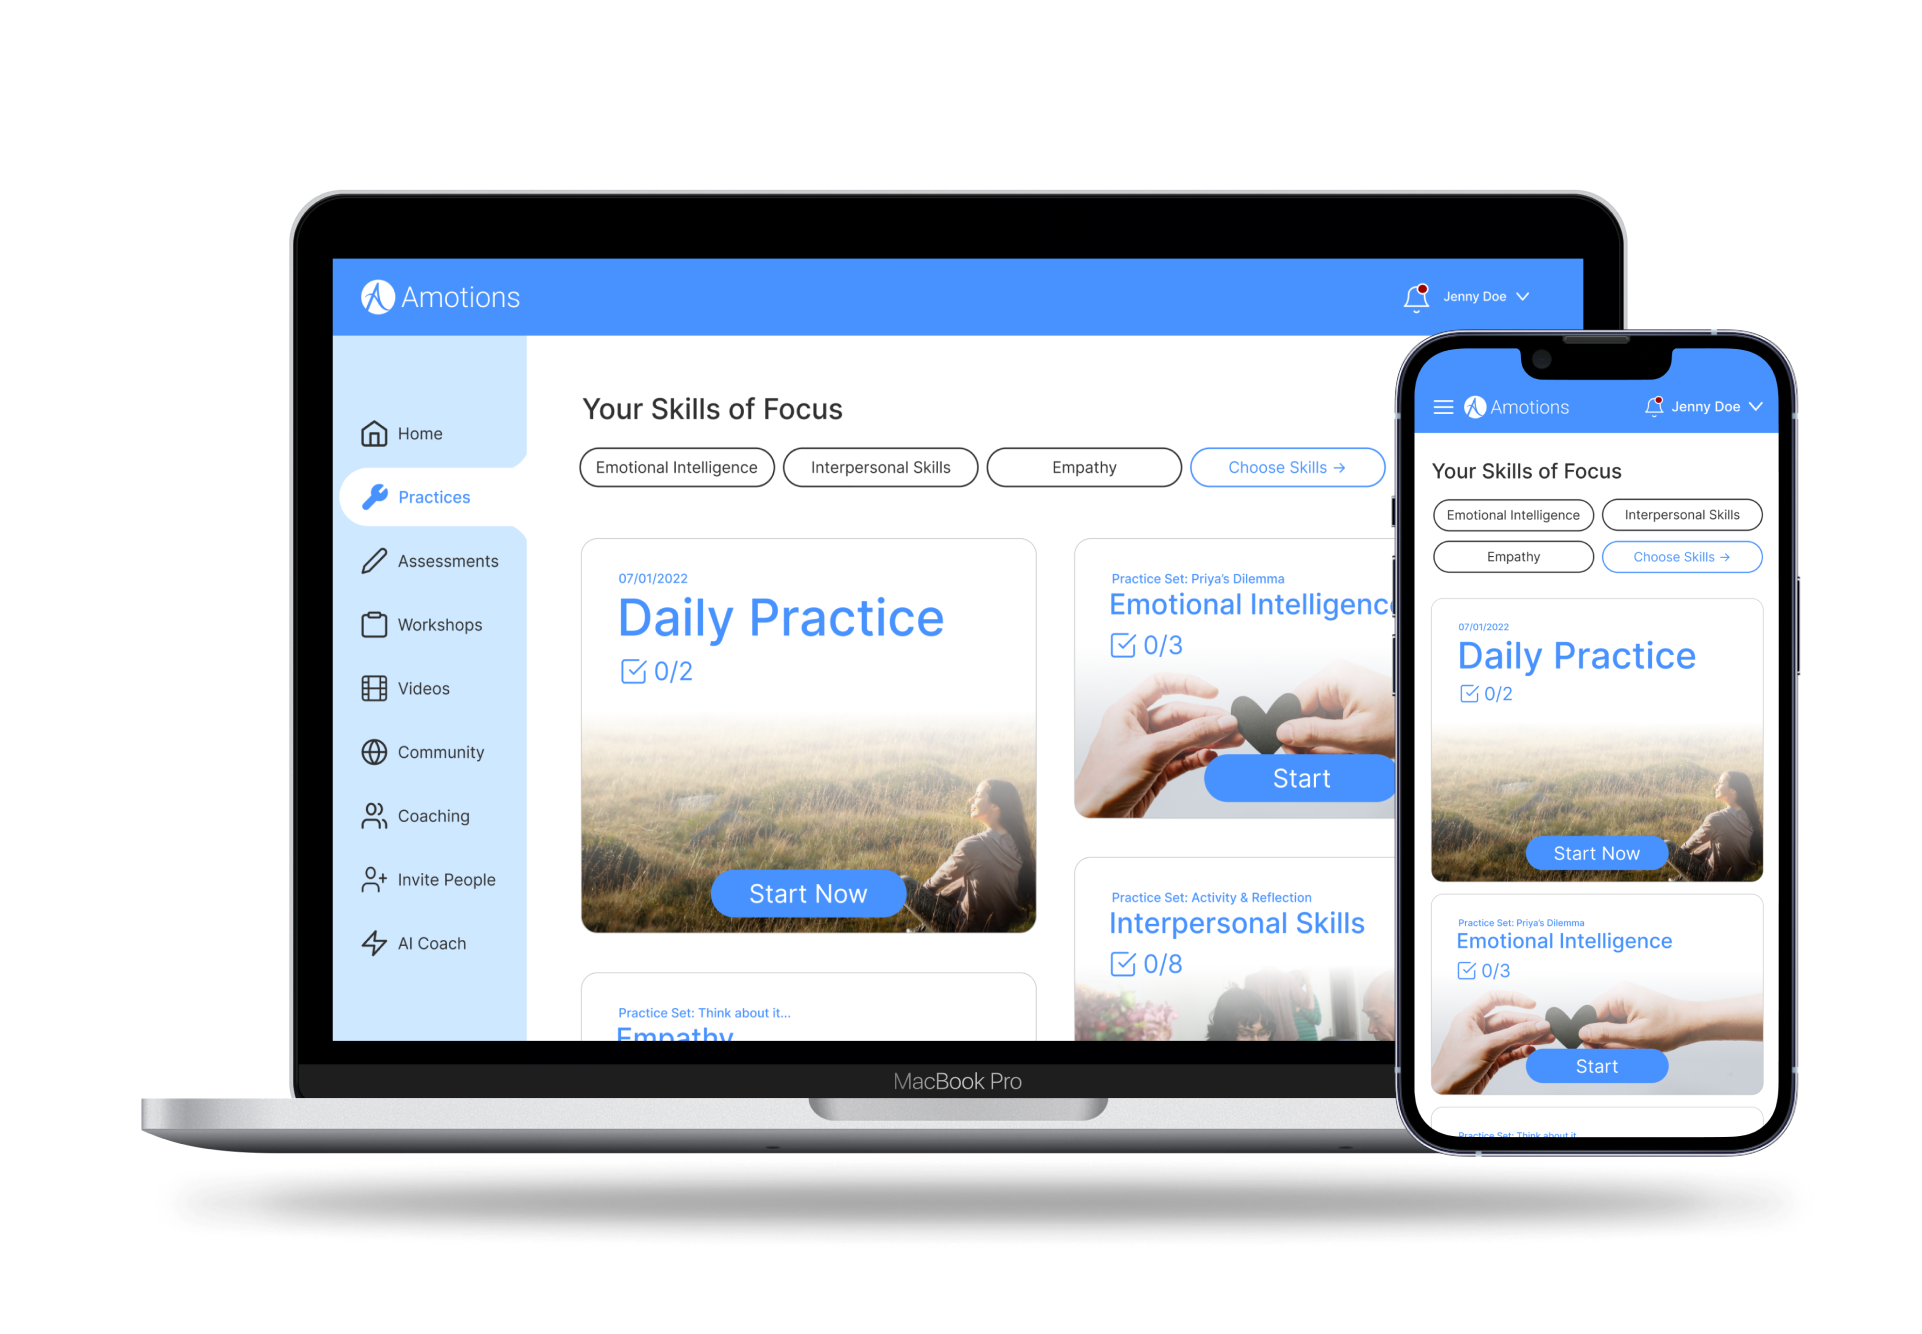 Amotions
Jenny Doe
Home
Practices
Assessments
Workshops
Videos
Community
Coaching
Invite People
AI Coach
Your Skills of Focus
Emotional Intelligence
Interpersonal Skills
Empathy
Choose Skills →
07/01/2022
Daily Practice
0/2
Start Now
Practice Set: Priya's Dilemma
Emotional Intelligenc
0/3
Start
Practice Set: Think about it...
Empathy
Practice Set: Activity & Reflection
Interpersonal Skills
0/8
MacBook Pro
Amotions
Jenny Doe
Your Skills of Focus
Emotional Intelligence
Interpersonal Skills
Empathy
Choose Skills →
07/01/2022
Daily Practice
0/2
Start Now
Practice Set: Priya's Dilemma
Emotional Intelligence
0/3
Start
Practice Set: Think about it